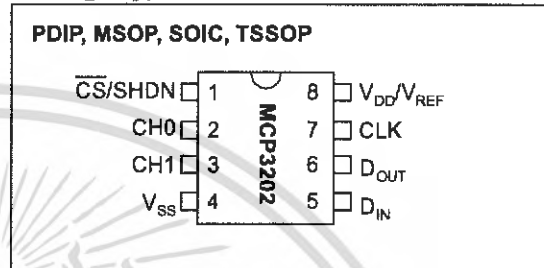 PDIP, MSOP, SOIC, TSSOP
C̅S̅/SHDN 1 8 VDD/VREF
CH0 2 7 CLK
CH1 3 6 DOUT
VSS 4 5 DIN
MCP3202